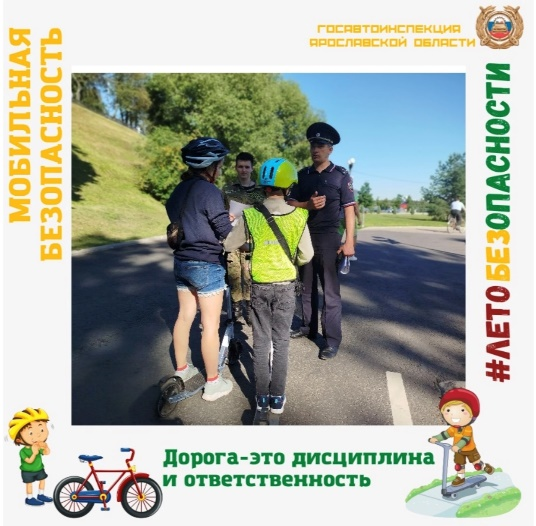 ГОСАВТОИНСПЕКЦИЯ
ЯРОСЛАВСКОЙ ОБЛАСТИ
МОБИЛЬНАЯ
БЕЗОПАСНОСТЬ
#ЛЕТОБЕЗОПАСНОСТИ
Дорога-это дисциплина
и ответственность